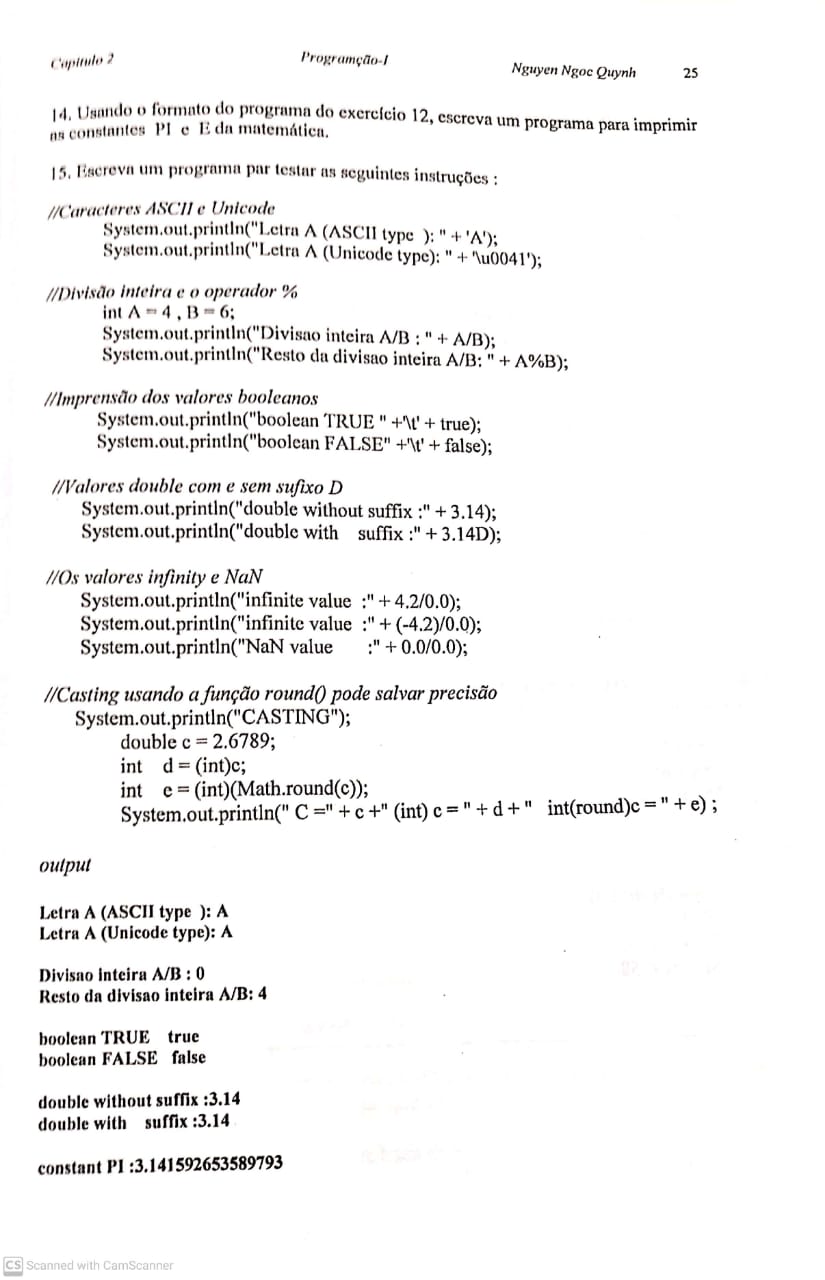 Capitulo 2 Programção-I Nguyen Ngoc Quynh 25
14. Usando o formato do programa do exercício 12, escreva um programa para imprimir
as constantes PI e E da matemática.
15. Escreva um programa par testar as seguintes instruções :
//Caracteres ASCII e Unicode
System.out.println("Letra A (ASCII type ): " + 'A');
System.out.println("Letra A (Unicode type): " + '\u0041');
//Divisão inteira e o operador %
int A = 4 , B = 6;
System.out.println("Divisao inteira A/B : " + A/B);
System.out.println("Resto da divisao inteira A/B: " + A%B);
//Imprensão dos valores booleanos
System.out.println("boolean TRUE " +'\t' + true);
System.out.println("boolean FALSE" +'\t' + false);
//Valores double com e sem sufixo D
System.out.println("double without suffix :" + 3.14);
System.out.println("double with suffix :" + 3.14D);
//Os valores infinity e NaN
System.out.println("infinite value :" + 4.2/0.0);
System.out.println("infinite value :" + (-4.2)/0.0);
System.out.println("NaN value :" + 0.0/0.0);
//Casting usando a função round() pode salvar precisão
System.out.println("CASTING");
double c = 2.6789;
int d = (int)c;
int e = (int)(Math.round(c));
System.out.println(" C =" + c +" (int) c = " + d + " int(round)c = " + e) ;
output
Letra A (ASCII type ): A
Letra A (Unicode type): A
Divisao inteira A/B : 0
Resto da divisao inteira A/B: 4
boolean TRUE true
boolean FALSE false
double without suffix :3.14
double with suffix :3.14
constant PI :3.141592653589793
CS Scanned with CamScanner